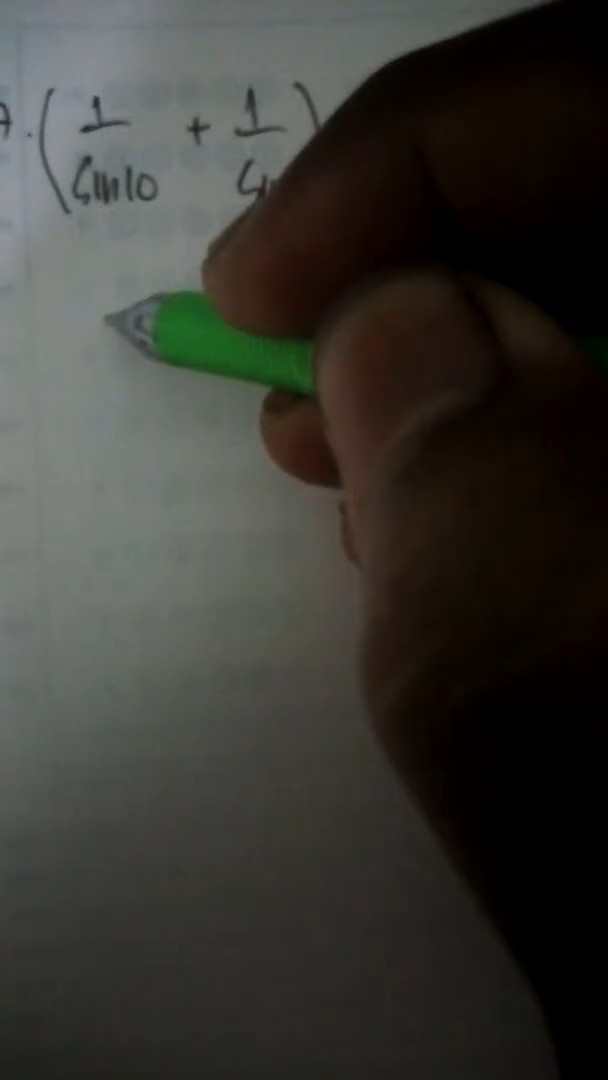 7. ( 1/sin10 + 1/ )